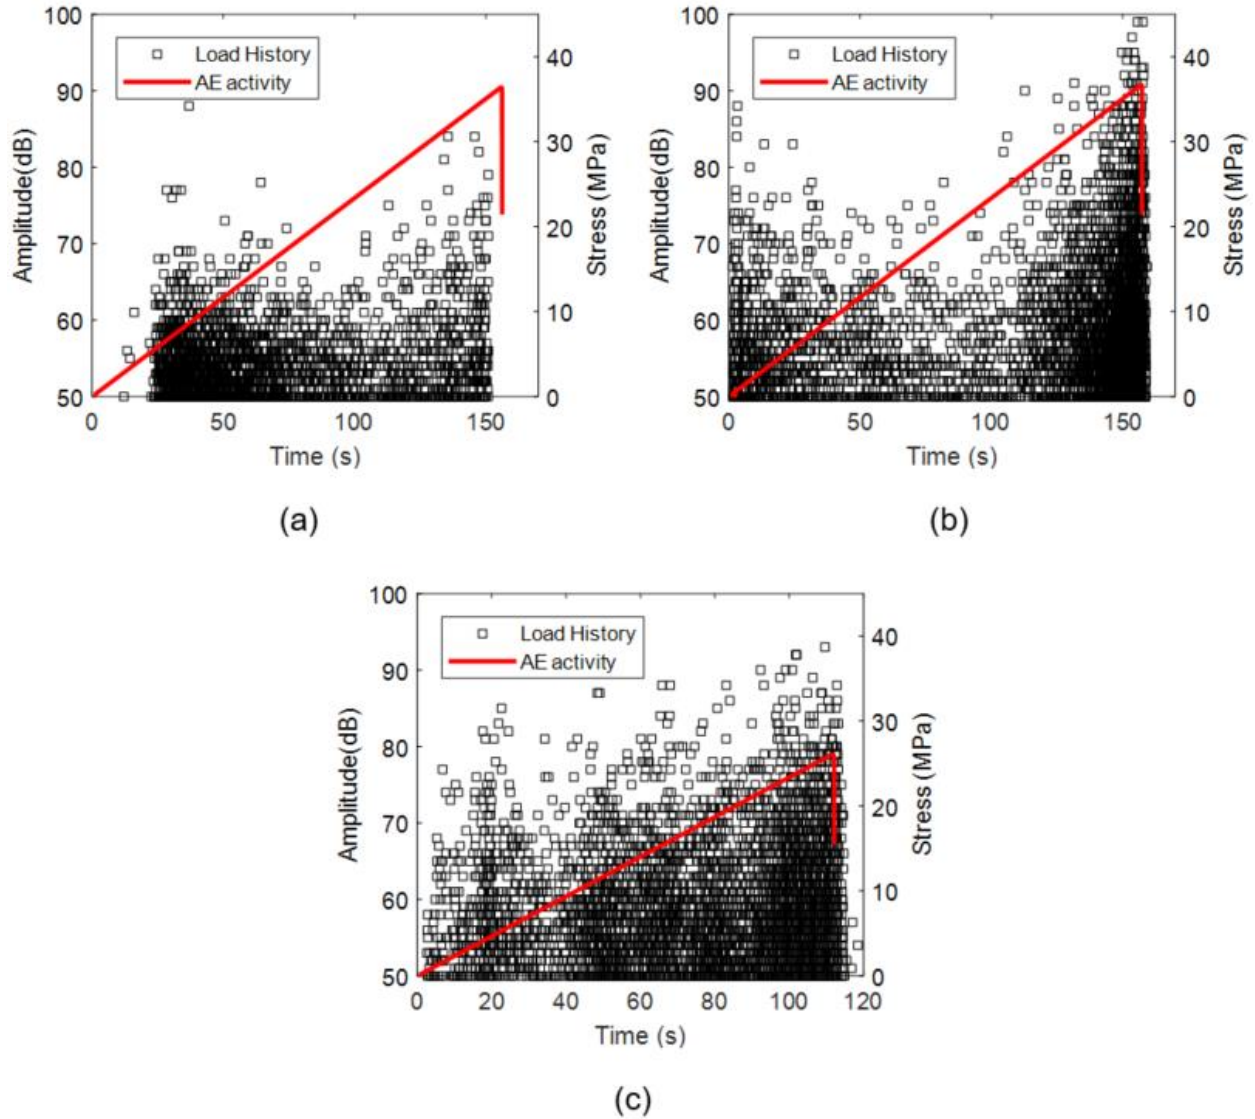 100
90
80
70
60
50
Amplitude(dB)
Load History
AE activity
40
30
20
10
0
Stress (MPa)
0 50 100 150
Time (s)
(a)
100
90
80
70
60
50
Amplitude(dB)
Load History
AE activity
40
30
20
10
0
Stress (MPa)
0 50 100 150
Time (s)
(b)
100
90
80
70
60
50
Amplitude(dB)
Load History
AE activity
40
30
20
10
0
Stress (MPa)
0 20 40 60 80 100 120
Time (s)
(c)